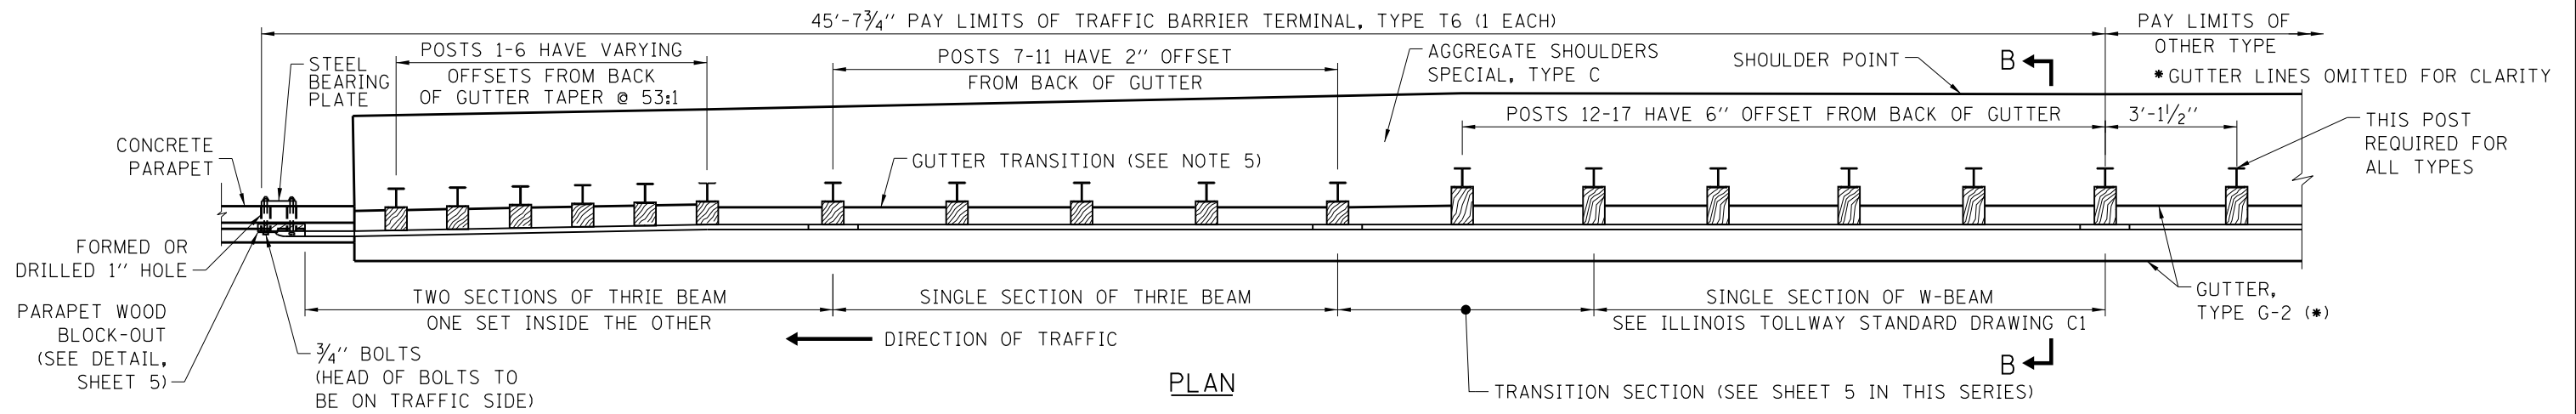 45'-7¾" PAY LIMITS OF TRAFFIC BARRIER TERMINAL, TYPE T6 (1 EACH)
PAY LIMITS OF
OTHER TYPE
*GUTTER LINES OMITTED FOR CLARITY
POSTS 1-6 HAVE VARYING
OFFSETS FROM BACK
OF GUTTER TAPER @ 53:1
STEEL
BEARING
PLATE
POSTS 7-11 HAVE 2" OFFSET
FROM BACK OF GUTTER
AGGREGATE SHOULDERS
SPECIAL, TYPE C
SHOULDER POINT
B
POSTS 12-17 HAVE 6" OFFSET FROM BACK OF GUTTER
3'-1½"
THIS POST
REQUIRED FOR
ALL TYPES
CONCRETE
PARAPET
GUTTER TRANSITION (SEE NOTE 5)
FORMED OR
DRILLED 1" HOLE
PARAPET WOOD
BLOCK-OUT
(SEE DETAIL,
SHEET 5)
¾" BOLTS
(HEAD OF BOLTS TO
BE ON TRAFFIC SIDE)
TWO SECTIONS OF THRIE BEAM
ONE SET INSIDE THE OTHER
SINGLE SECTION OF THRIE BEAM
SINGLE SECTION OF W-BEAM
SEE ILLINOIS TOLLWAY STANDARD DRAWING C1
GUTTER,
TYPE G-2 (*)
DIRECTION OF TRAFFIC
B
TRANSITION SECTION (SEE SHEET 5 IN THIS SERIES)
PLAN